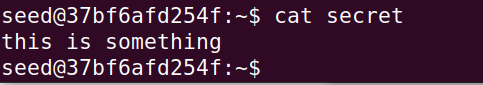 seed@37bf6afd254f:~$ cat secret
this is something
seed@37bf6afd254f:~$